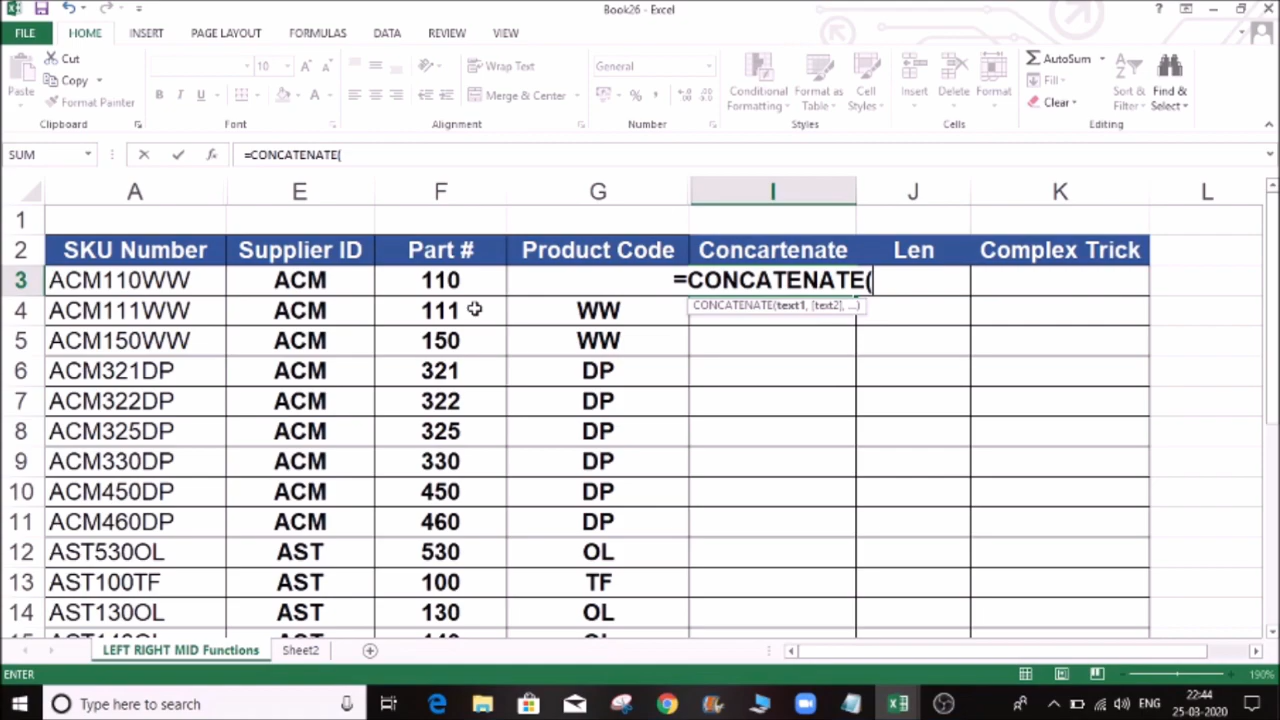 Book26 - Excel
FILE HOME INSERT PAGE LAYOUT FORMULAS DATA REVIEW VIEW
Cut
Copy
Format Painter
Paste
Clipboard
10
Font
Wrap Text
Merge & Center
Alignment
General
Number
Conditional Formatting
Format as Table
Cell Styles
Styles
Insert
Delete
Format
Cells
AutoSum
Fill
Clear
Sort & Filter
Find & Select
Editing
SUM =CONCATENATE(
A E F G I J K L
1
2 SKU Number Supplier ID Part # Product Code Concartenate Len Complex Trick
3 ACM110WW ACM 110 =CONCATENATE(
CONCATENATE(text1, [text2], ...)
4 ACM111WW ACM 111 WW
5 ACM150WW ACM 150 WW
6 ACM321DP ACM 321 DP
7 ACM322DP ACM 322 DP
8 ACM325DP ACM 325 DP
9 ACM330DP ACM 330 DP
10 ACM450DP ACM 450 DP
11 ACM460DP ACM 460 DP
12 AST530OL AST 530 OL
13 AST100TF AST 100 TF
14 AST130OL AST 130 OL
LEFT RIGHT MID Functions Sheet2
ENTER 190%
Type here to search
ENG
22:44
25-03-2020